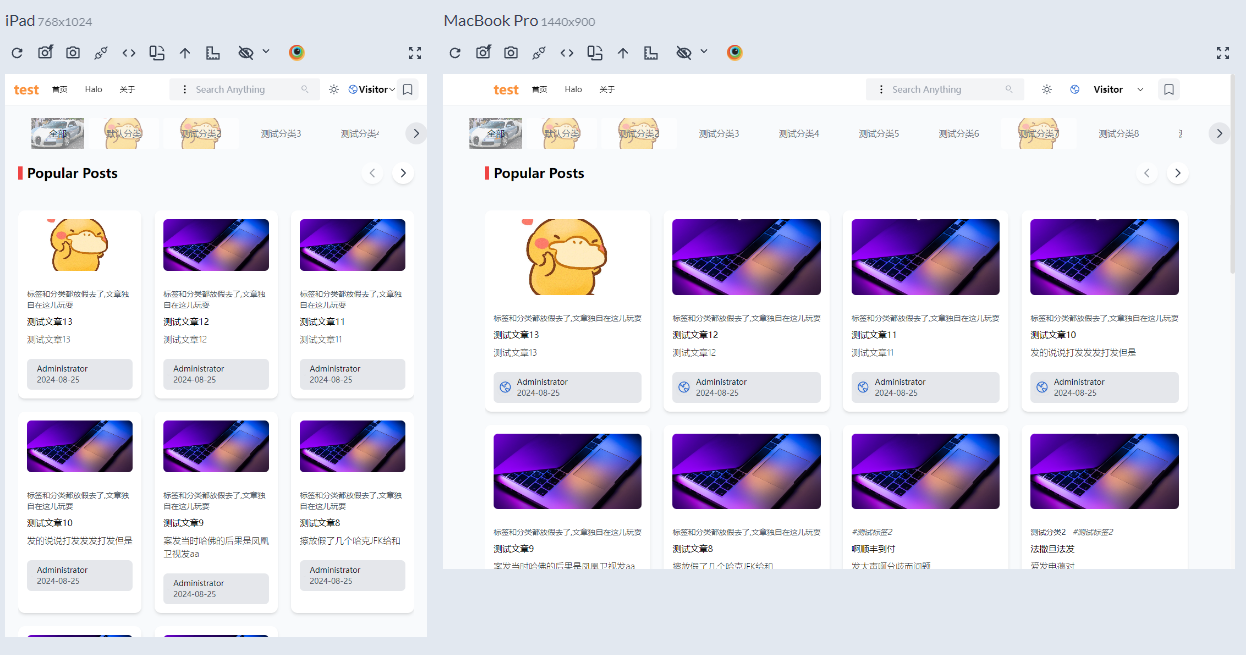 iPad 768x1024
test 首页 Halo 关于 Search Anything Visitor
全部 默认分类 测试分类2 测试分类3 测试分类4
Popular Posts
标签和分类都放假去了,文章独自在这儿玩耍
测试文章13
测试文章13
Administrator
2024-08-25
标签和分类都放假去了,文章独自在这儿玩耍
测试文章12
测试文章12
Administrator
2024-08-25
标签和分类都放假去了,文章独自在这儿玩耍
测试文章11
测试文章11
Administrator
2024-08-25
标签和分类都放假去了,文章独自在这儿玩耍
测试文章10
发的说说打发发发打发但是
Administrator
2024-08-25
标签和分类都放假去了,文章独自在这儿玩耍
测试文章9
客发当时哈佛的后果是凤凰卫视发aa
Administrator
2024-08-25
标签和分类都放假去了,文章独自在这儿玩耍
测试文章8
擦放假了几个哈克JFK给和
Administrator
2024-08-25
MacBook Pro 1440x900
test 首页 Halo 关于 Search Anything Visitor
全部 默认分类 测试分类2 测试分类3 测试分类4 测试分类5 测试分类6 测试分类7 测试分类8
Popular Posts
标签和分类都放假去了,文章独自在这儿玩耍
测试文章13
测试文章13
Administrator
2024-08-25
标签和分类都放假去了,文章独自在这儿玩耍
测试文章12
测试文章12
Administrator
2024-08-25
标签和分类都放假去了,文章独自在这儿玩耍
测试文章11
测试文章11
Administrator
2024-08-25
标签和分类都放假去了,文章独自在这儿玩耍
测试文章10
发的说说打发发发打发但是
Administrator
2024-08-25
标签和分类都放假去了,文章独自在这儿玩耍
测试文章9
客发当时哈佛的后果是凤凰卫视发aa
标签和分类都放假去了,文章独自在这儿玩耍
测试文章8
擦放假了几个哈克JFK给和
#测试标签2
啊顺丰到付
测试分类2 #测试标签2
法撒旦法发